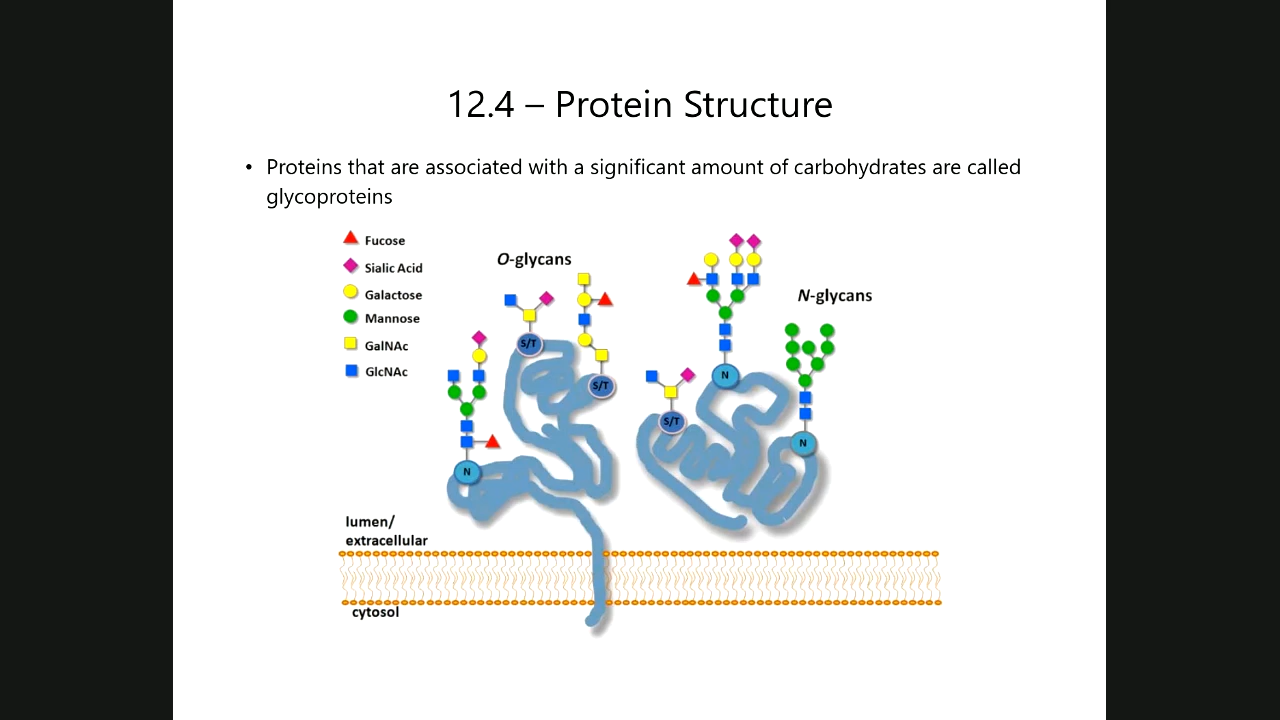 12.4 – Protein Structure
• Proteins that are associated with a significant amount of carbohydrates are called
glycoproteins
Fucose
Sialic Acid
Galactose
Mannose
GalNAc
GlcNAc
O-glycans
N-glycans
S/T
S/T
N
S/T
N
N
lumen/
extracellular
cytosol